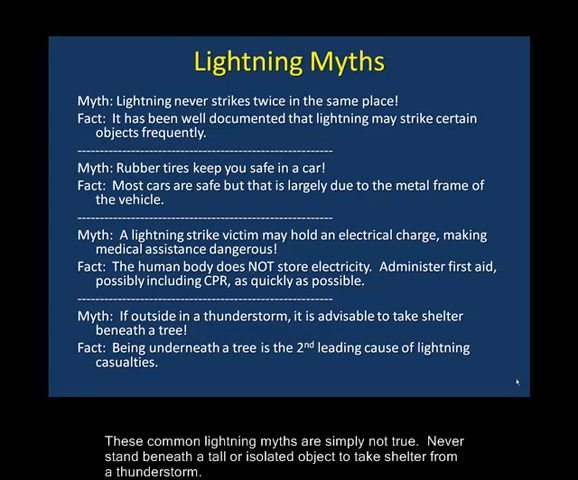 Lightning Myths
Myth: Lightning never strikes twice in the same place!
Fact: It has been well documented that lightning may strike certain
objects frequently.
------------------------------------------------
Myth: Rubber tires keep you safe in a car!
Fact: Most cars are safe but that is largely due to the metal frame of
the vehicle.
------------------------------------------------
Myth: A lightning strike victim may hold an electrical charge, making
medical assistance dangerous!
Fact: The human body does NOT store electricity. Administer first aid,
possibly including CPR, as quickly as possible.
------------------------------------------------
Myth: If outside in a thunderstorm, it is advisable to take shelter
beneath a tree!
Fact: Being underneath a tree is the 2nd leading cause of lightning
casualties.
These common lightning myths are simply not true. Never
stand beneath a tall or isolated object to take shelter from
a thunderstorm.